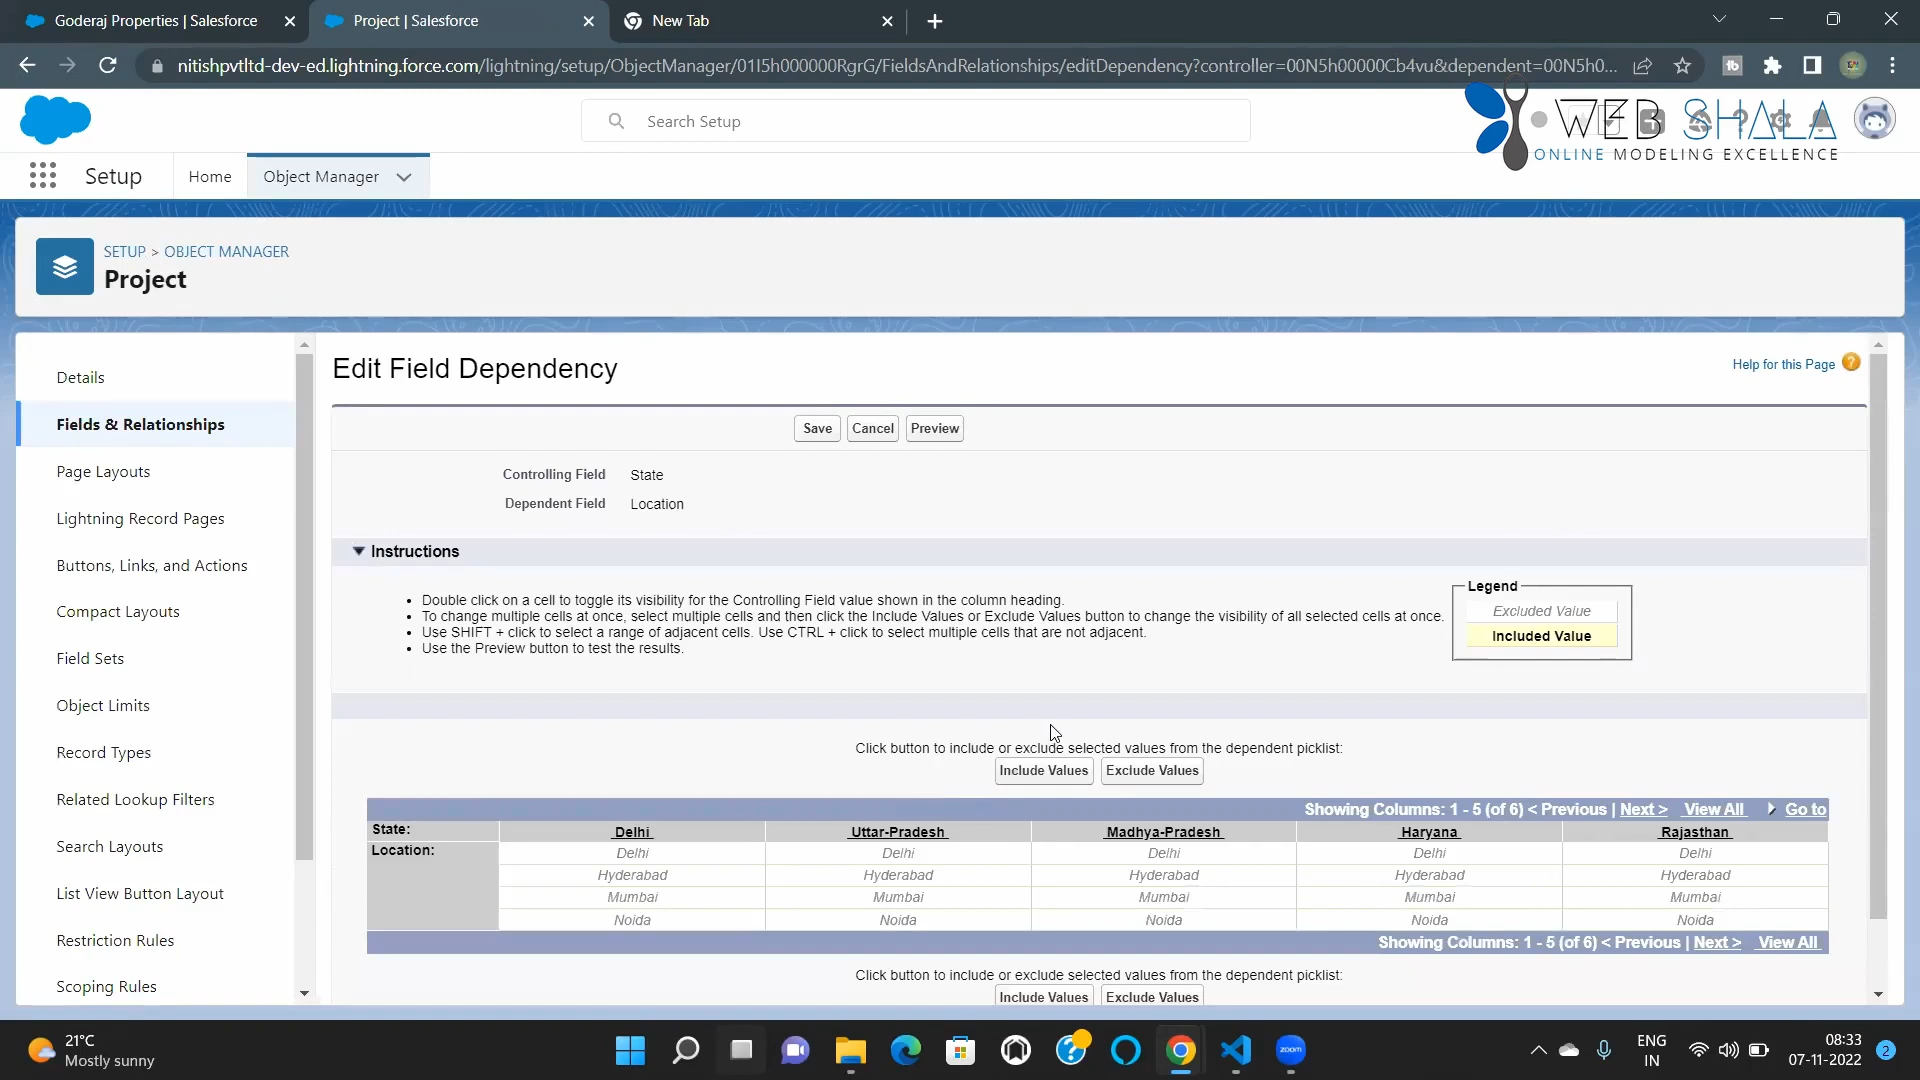 Goderaj Properties | Salesforce
Project | Salesforce
New Tab
nitishpvtltd-dev-ed.lightning.force.com/lightning/setup/ObjectManager/01I5h000000RgrG/FieldsAndRelationships/editDependency?controller=00N5h00000Cb4vu&dependent=00N5h0...
Search Setup
WEB SHALA
ONLINE MODELING EXCELLENCE
Setup
Home
Object Manager
SETUP > OBJECT MANAGER
Project
Details
Fields & Relationships
Page Layouts
Lightning Record Pages
Buttons, Links, and Actions
Compact Layouts
Field Sets
Object Limits
Record Types
Related Lookup Filters
Search Layouts
List View Button Layout
Restriction Rules
Scoping Rules
Edit Field Dependency
Help for this Page ?
Save Cancel Preview
Controlling Field State
Dependent Field Location
Instructions
• Double click on a cell to toggle its visibility for the Controlling Field value shown in the column heading.
• To change multiple cells at once, select multiple cells and then click the Include Values or Exclude Values button to change the visibility of all selected cells at once.
• Use SHIFT + click to select a range of adjacent cells. Use CTRL + click to select multiple cells that are not adjacent.
• Use the Preview button to test the results.
Legend
Excluded Value
Included Value
Click button to include or exclude selected values from the dependent picklist:
Include Values Exclude Values
Showing Columns: 1 - 5 (of 6) < Previous | Next > View All Go to
State: Delhi Uttar-Pradesh Madhya-Pradesh Haryana Rajasthan
Location: Delhi Delhi Delhi Delhi Delhi
Hyderabad Hyderabad Hyderabad Hyderabad Hyderabad
Mumbai Mumbai Mumbai Mumbai Mumbai
Noida Noida Noida Noida Noida
Showing Columns: 1 - 5 (of 6) < Previous | Next > View All
Click button to include or exclude selected values from the dependent picklist:
Include Values Exclude Values
21°C
Mostly sunny
zoom
ENG
IN
08:33
07-11-2022
2